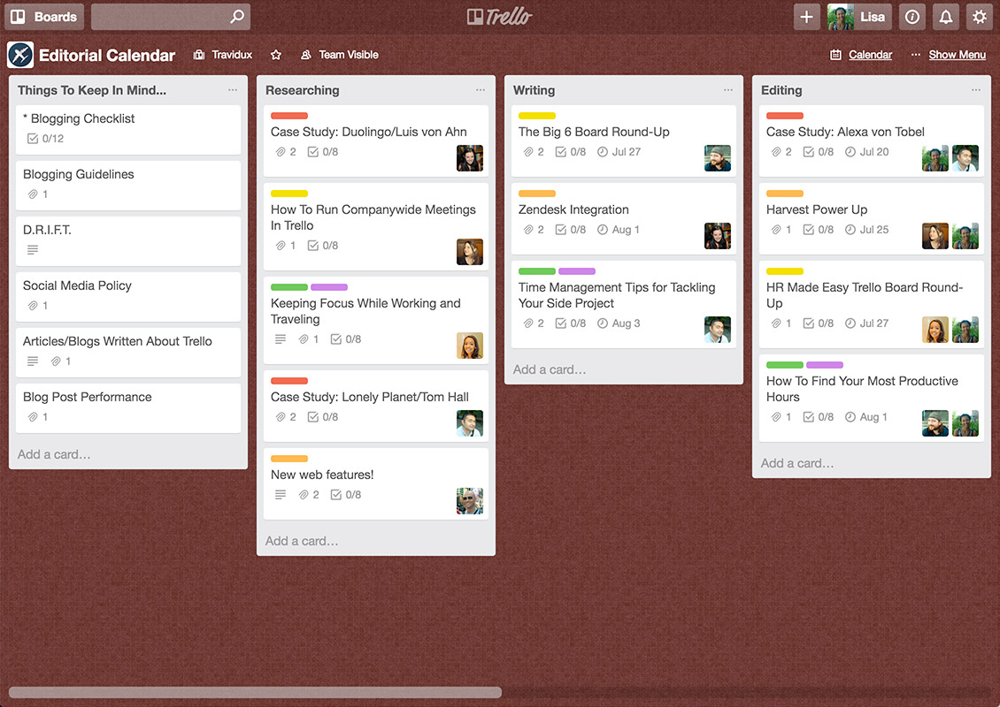 Boards
Trello
Lisa
Editorial Calendar
Travidux
Team Visible
Calendar
... Show Menu
Things To Keep In Mind...
* Blogging Checklist
0/12
Blogging Guidelines
1
D.R.I.F.T.
Social Media Policy
1
Articles/Blogs Written About Trello
1
Blog Post Performance
1
Add a card...
Researching
Case Study: Duolingo/Luis von Ahn
2 0/8
How To Run Companywide Meetings
In Trello
1 0/8
Keeping Focus While Working and
Traveling
1 0/8
Case Study: Lonely Planet/Tom Hall
2 0/8
New web features!
2 0/8
Add a card...
Writing
The Big 6 Board Round-Up
2 0/8 Jul 27
Zendesk Integration
2 0/8 Aug 1
Time Management Tips for Tackling
Your Side Project
2 0/8 Aug 3
Add a card...
Editing
Case Study: Alexa von Tobel
2 0/8 Jul 20
Harvest Power Up
1 0/8 Jul 25
HR Made Easy Trello Board Round-
Up
1 0/8 Jul 27
How To Find Your Most Productive
Hours
1 0/8 Aug 1
Add a card...